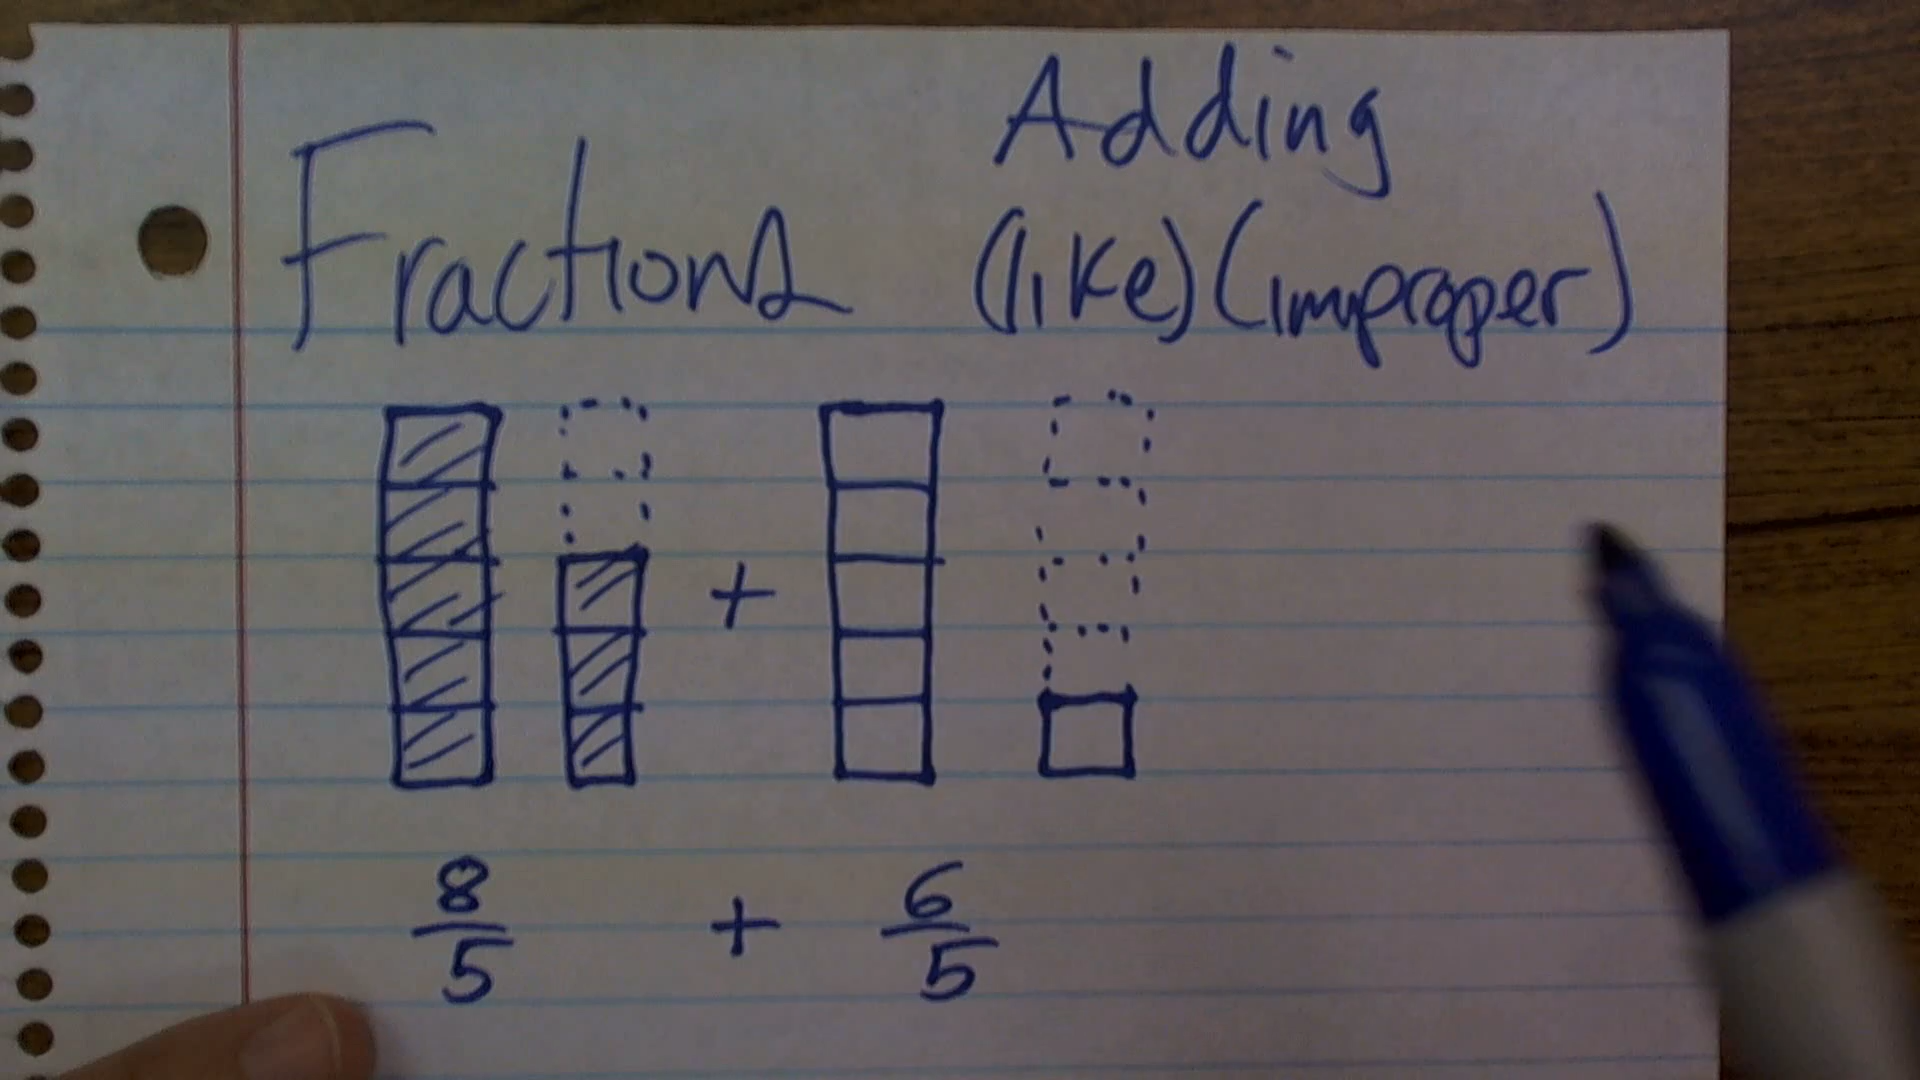 Fractions
Adding
(like) (improper)
+
8/5 + 6/5